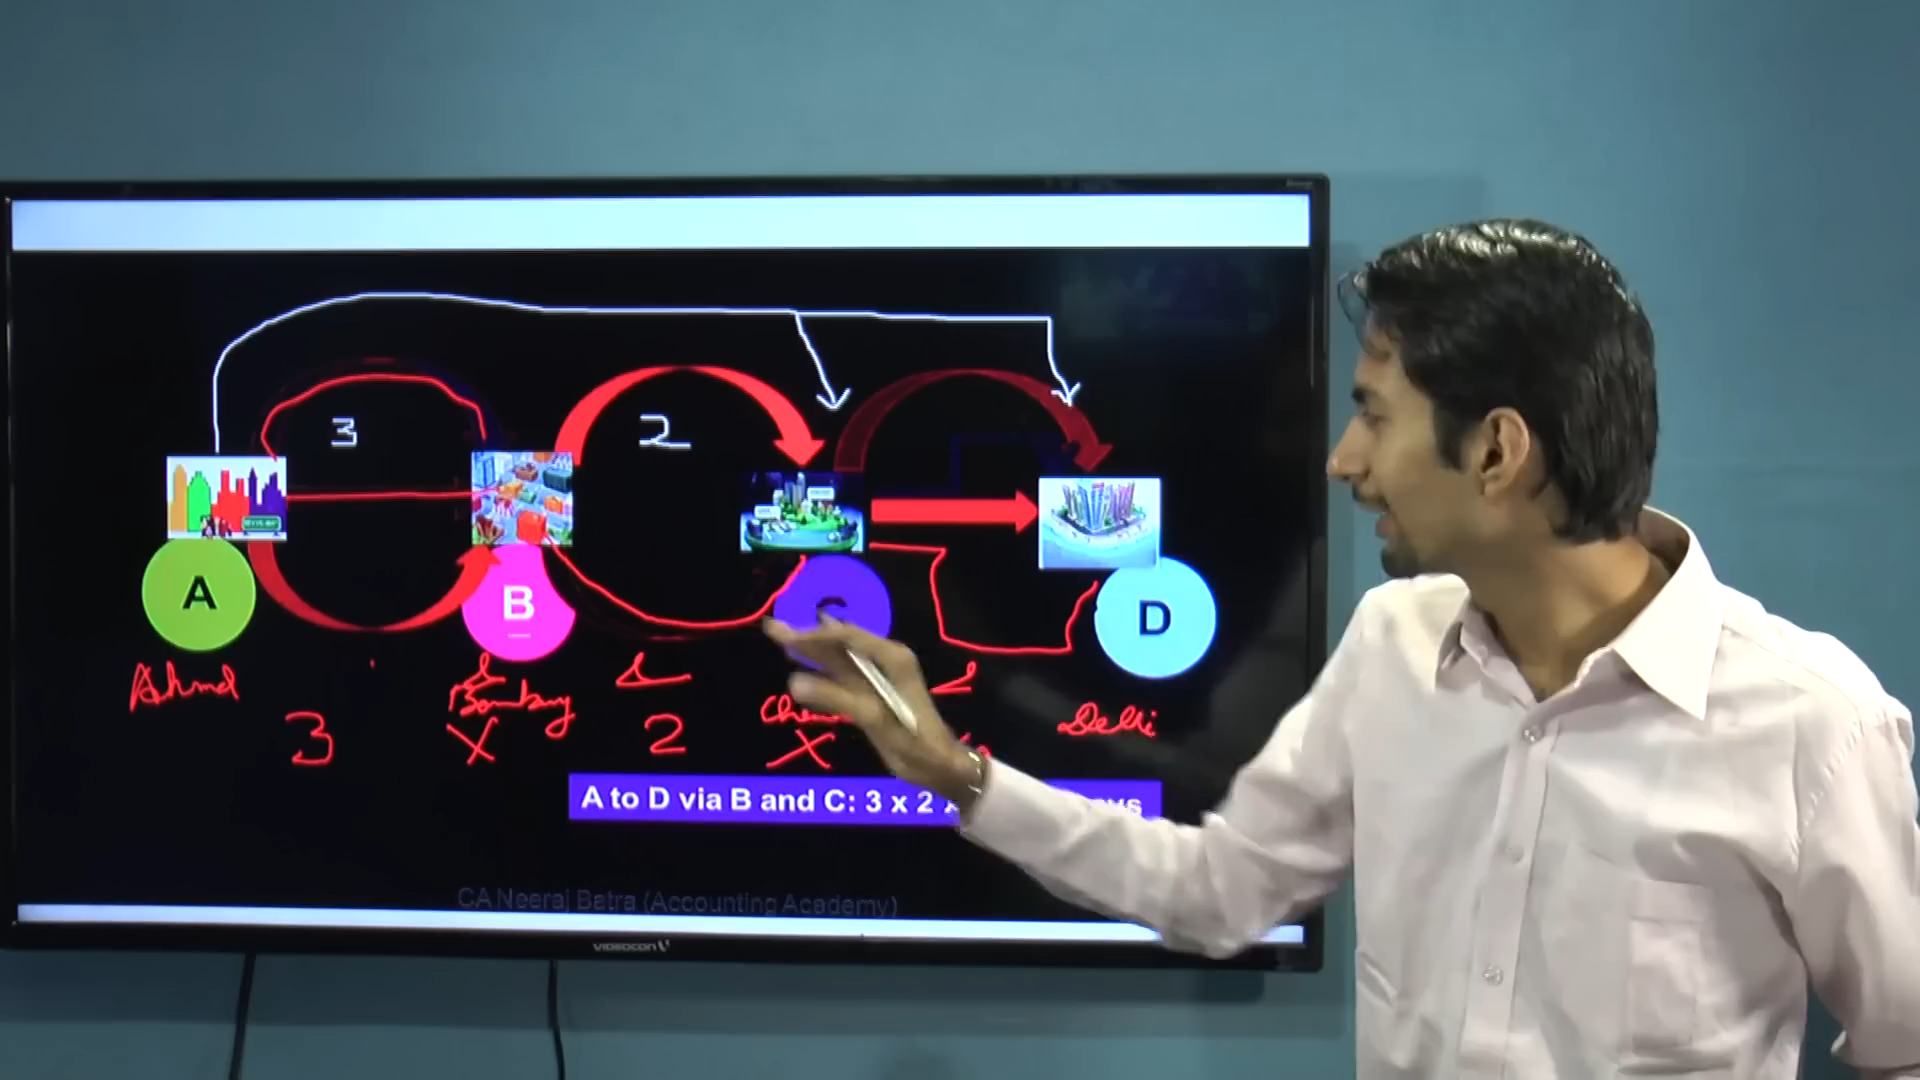 3
2
A
B
C
D
Ahmd
&
Bombay
&
&
Delhi
3
X
2
X
A to D via B and C: 3 x 2
CA Neeraj Batra (Accounting Academy)
VIDEOCON